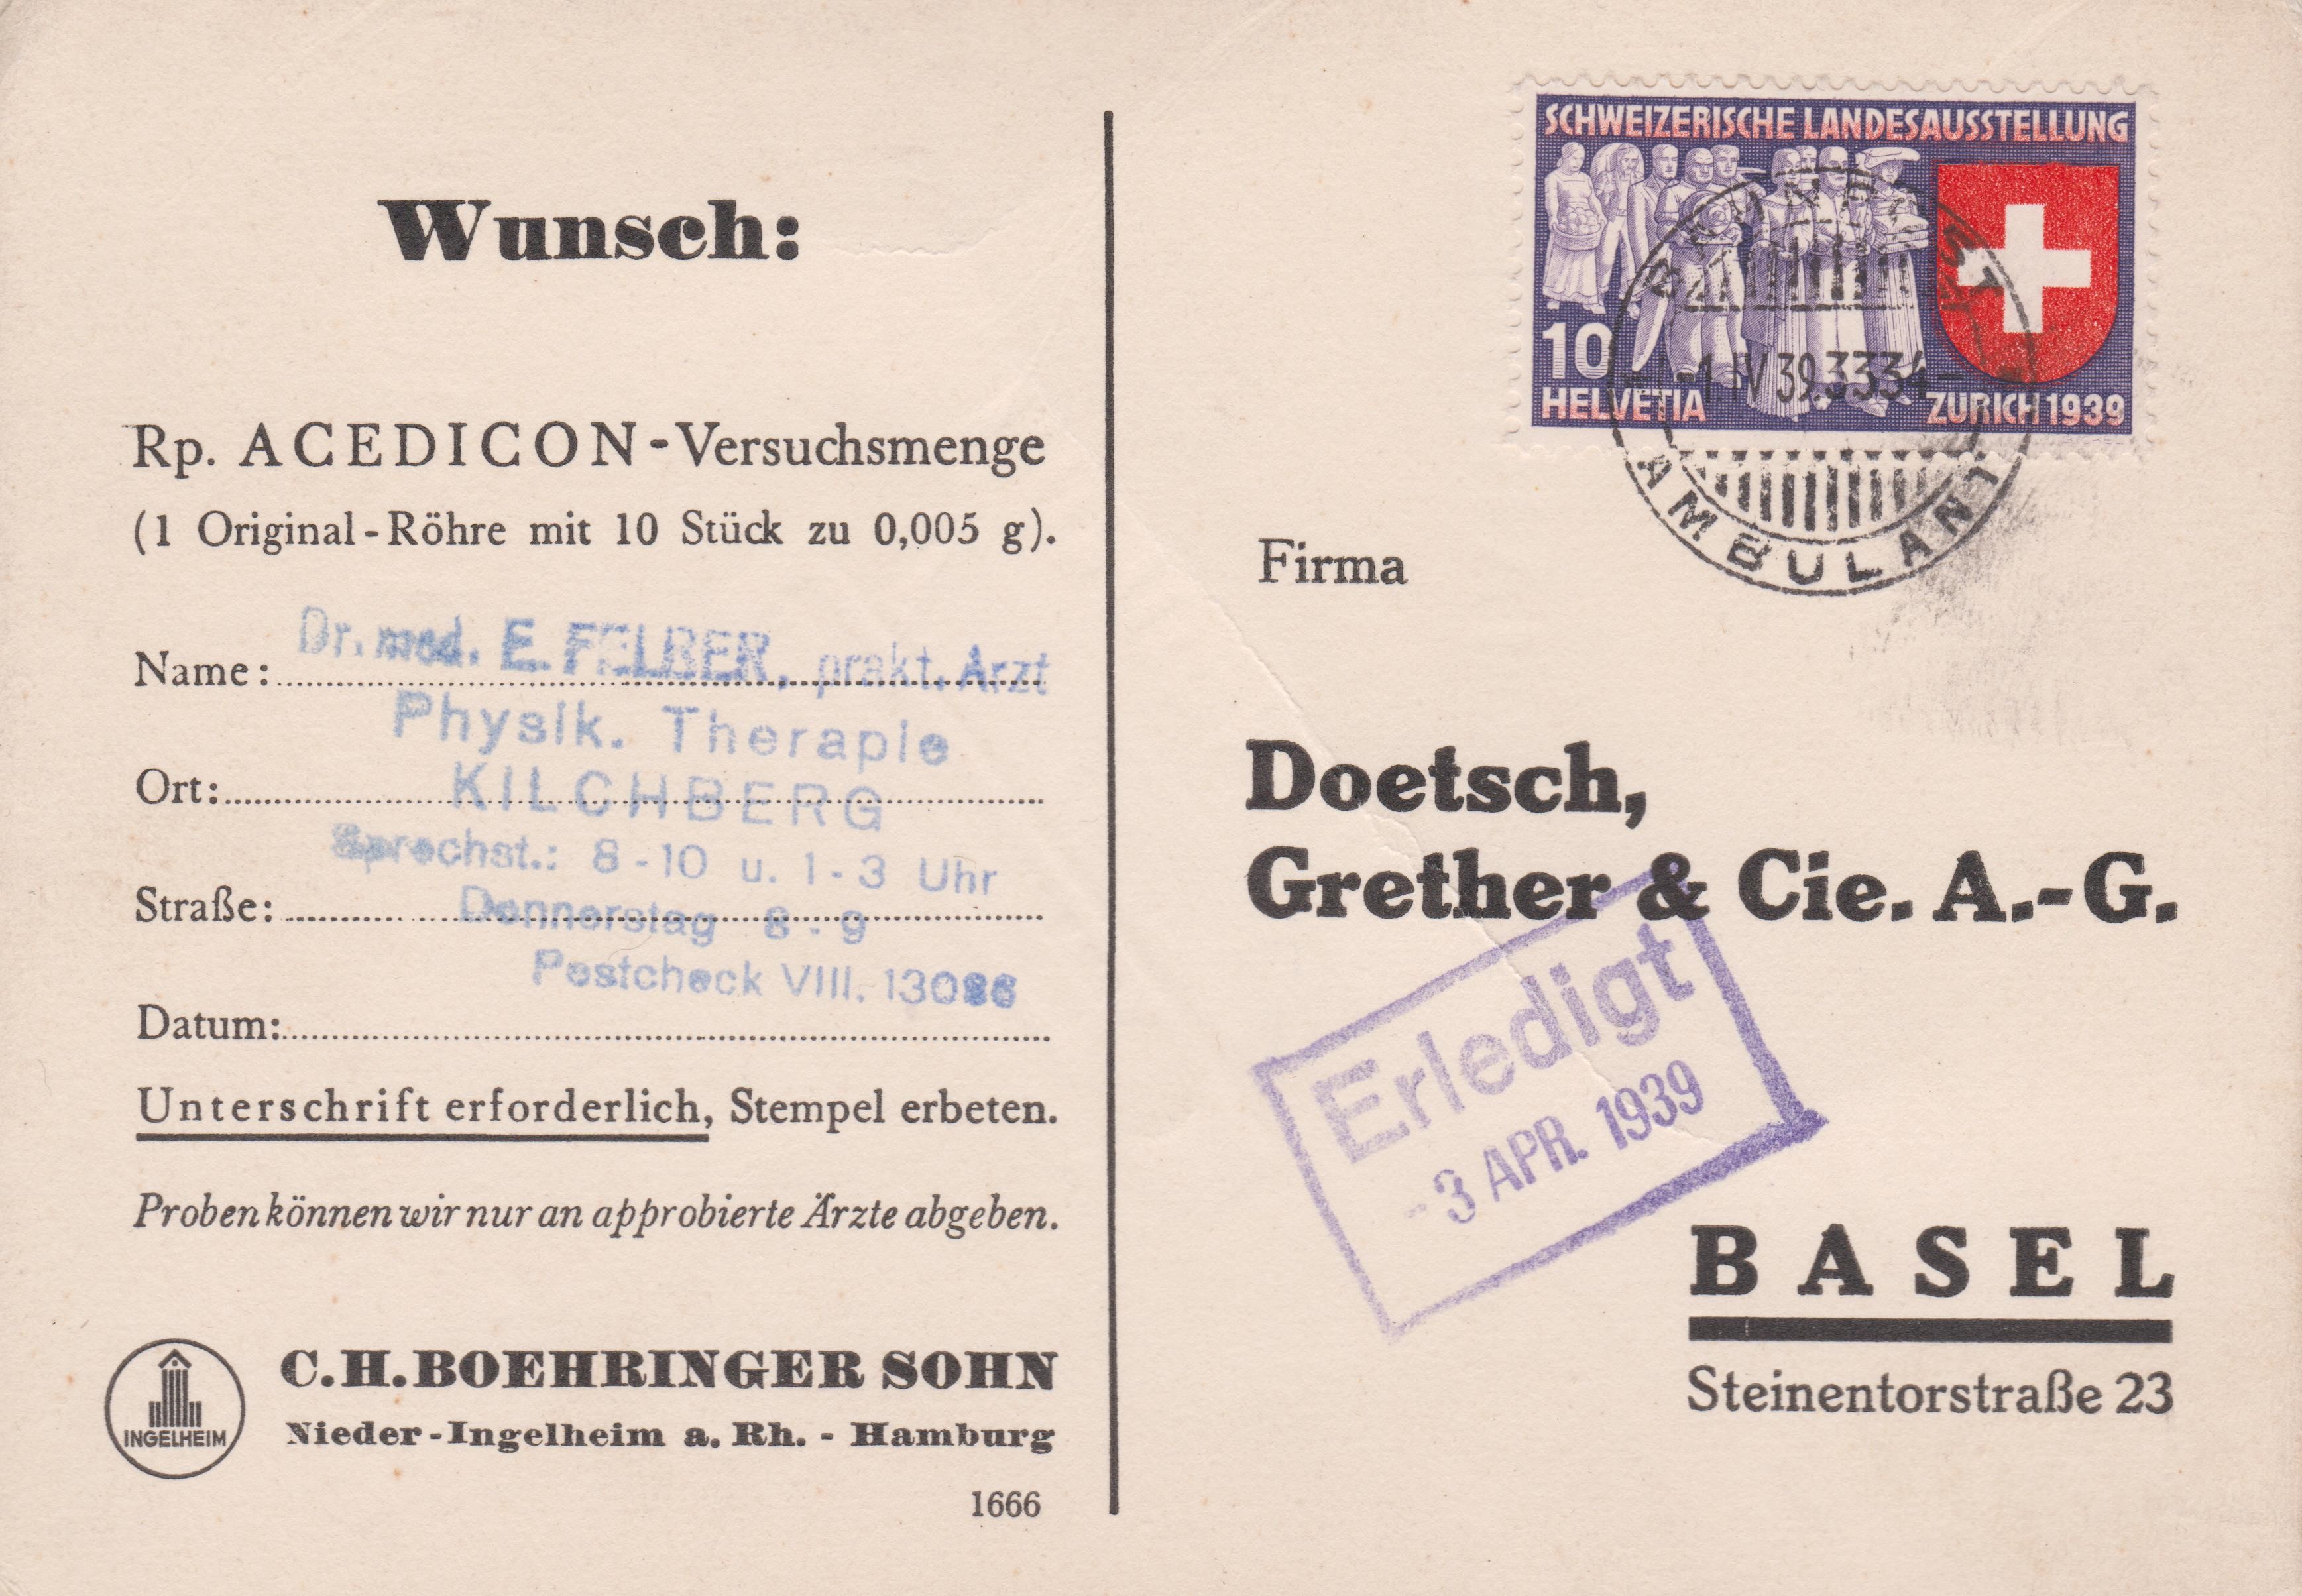 Wunsch:
Rp. ACEDICON-Versuchsmenge
(1 Original-Röhre mit 10 Stück zu 0,005 g).
Name:
Dr. med. E. FELBER, prakt. Arzt
Physik. Therapie
Ort:
KILCHBERG
Sprechst.: 8-10 u. 1-3 Uhr
Straße:
Donnerstag 8-9
Postcheck VIII. 13086
Datum:
Unterschrift erforderlich, Stempel erbeten.
Proben können wir nur an approbierte Ärzte abgeben.
INGELHEIM
C.H.BOEHRINGER SOHN
Nieder-Ingelheim a. Rh. - Hamburg
1666
SCHWEIZERISCHE LANDESAUSSTELLUNG
10
HELVETIA
ZÜRICH 1939
-1 IV 39.3334-
AMBULANT
Firma
Doetsch,
Grether & Cie. A.-G.
Erledigt
-3 APR. 1939
BASEL
Steinentorstraße 23